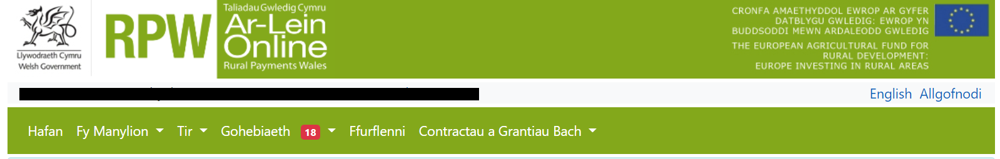 Llywodraeth Cymru
Welsh Government
RPW
Taliadau Gwledig Cymru
Ar-Lein
Online
Rural Payments Wales
CRONFA AMAETHYDDOL EWROP AR GYFER
DATBLYGU GWLEDIG: EWROP YN
BUDDSODDI MEWN ARDALEODD GWLEDIG
THE EUROPEAN AGRICULTURAL FUND FOR
RURAL DEVELOPMENT:
EUROPE INVESTING IN RURAL AREAS
English Allgofnodi
Hafan Fy Manylion Tir Gohebiaeth 18 Ffurflenni Contractau a Grantiau Bach